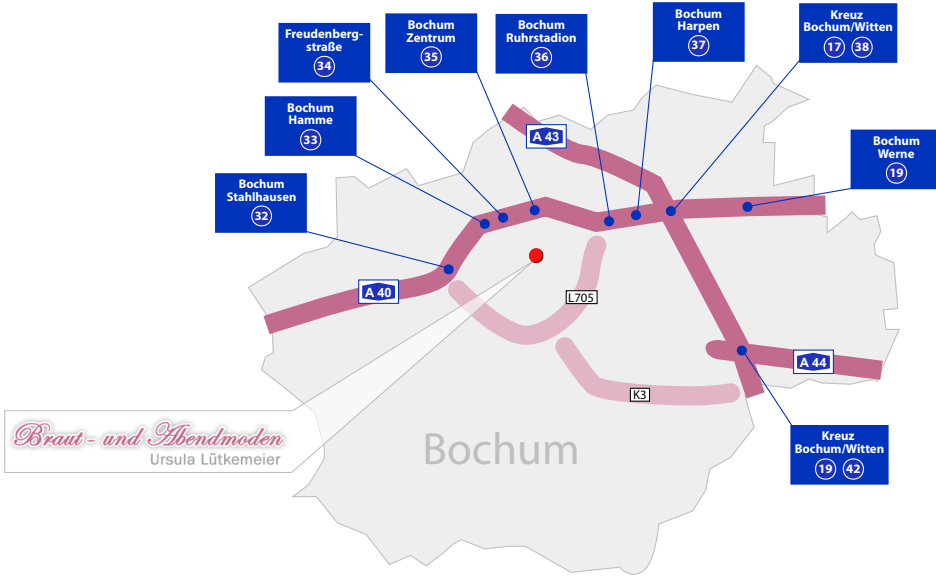 Freudenberg-
straße
34
Bochum
Zentrum
35
Bochum
Ruhrstadion
36
Bochum
Harpen
37
Kreuz
Bochum/Witten
17 38
Bochum
Hamme
33
A 43
Bochum
Werne
19
Bochum
Stahlhausen
32
A 40
L705
A 44
K3
Braut - und Abendmoden
Ursula Lütkemeier
Bochum
Kreuz
Bochum/Witten
19 42